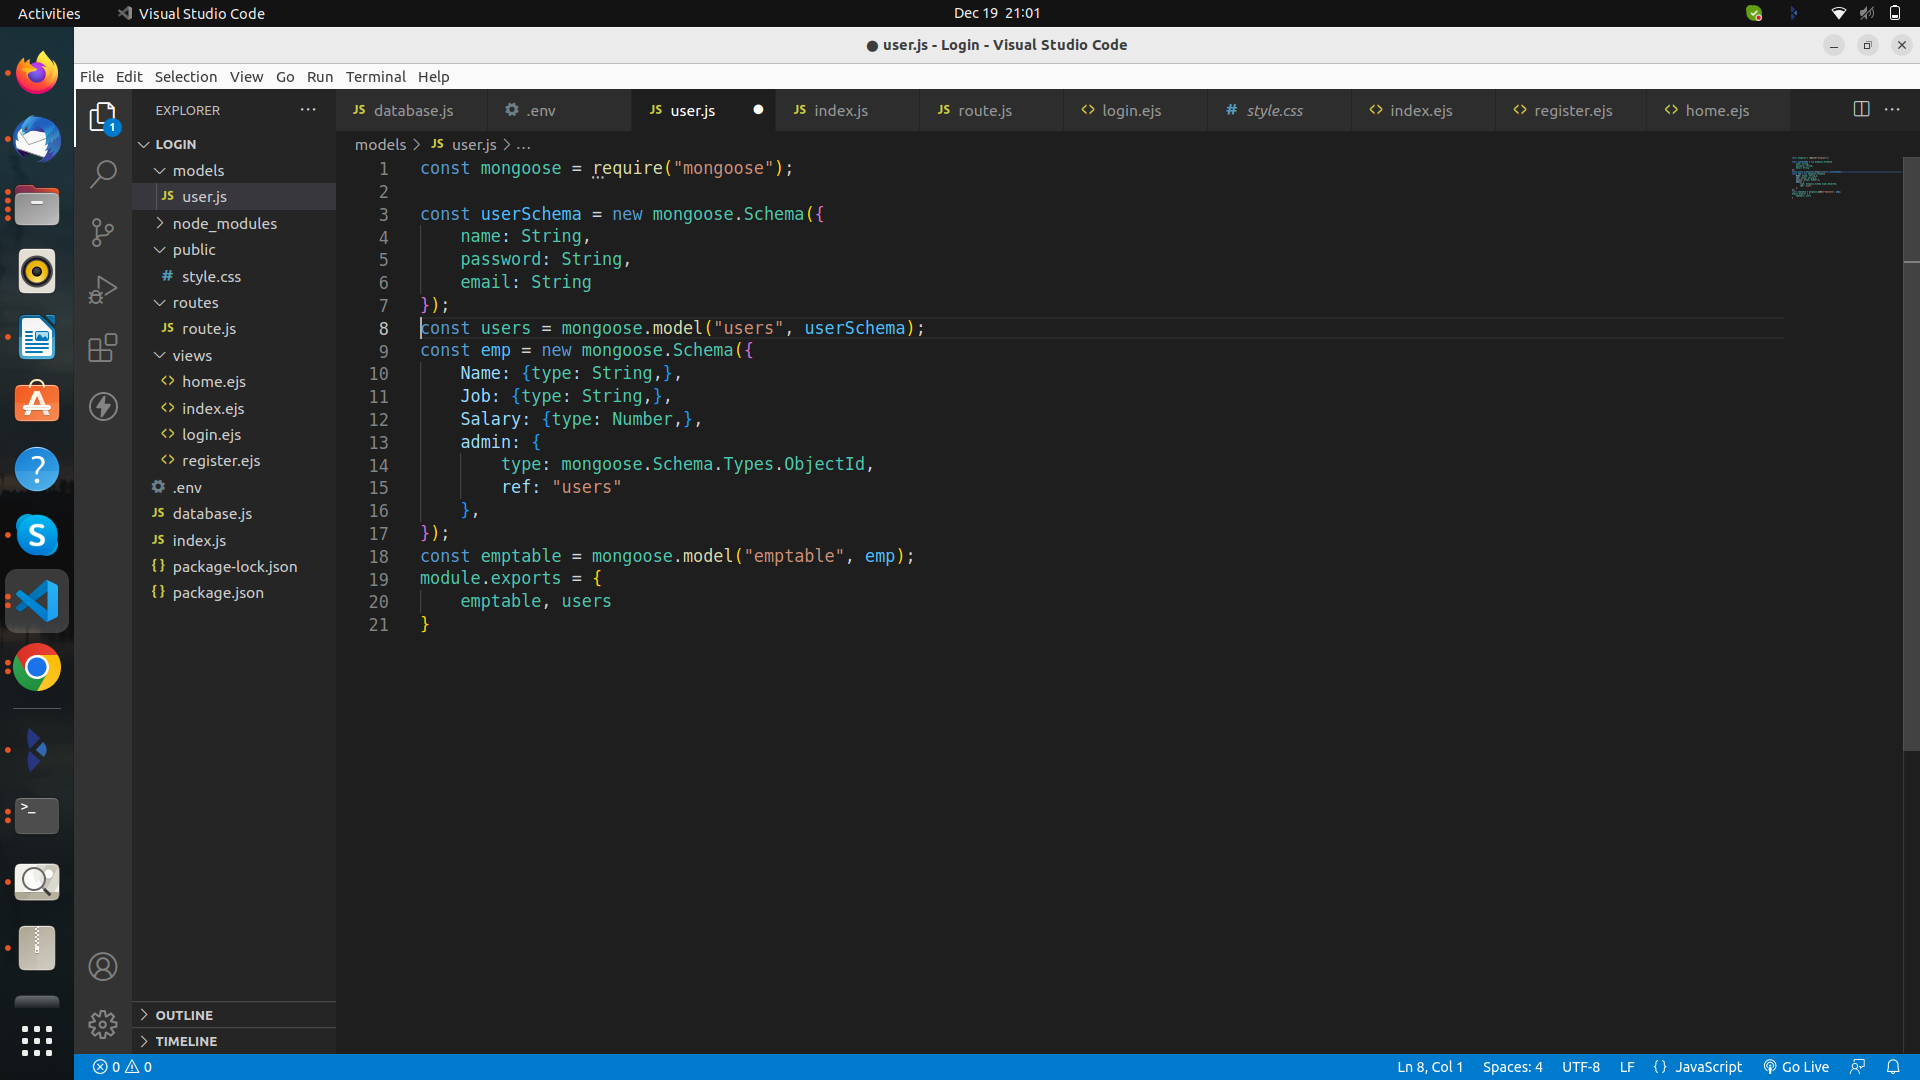 Activities
Visual Studio Code
Dec 19 21:01
● user.js - Login - Visual Studio Code
File Edit Selection View Go Run Terminal Help
EXPLORER
LOGIN
models
JS user.js
node_modules
public
# style.css
routes
JS route.js
views
<> home.ejs
<> index.ejs
<> login.ejs
<> register.ejs
.env
JS database.js
JS index.js
{} package-lock.json
{} package.json
OUTLINE
TIMELINE
1
JS database.js
.env
JS user.js
JS index.js
JS route.js
<> login.ejs
# style.css
<> index.ejs
<> register.ejs
<> home.ejs
models > JS user.js > ...
1 const mongoose = require("mongoose");
2
3 const userSchema = new mongoose.Schema({
4     name: String,
5     password: String,
6     email: String
7 });
8 const users = mongoose.model("users", userSchema);
9 const emp = new mongoose.Schema({
10     Name: {type: String,},
11     Job: {type: String,},
12     Salary: {type: Number,},
13     admin: {
14         type: mongoose.Schema.Types.ObjectId,
15         ref: "users"
16     },
17 });
18 const emptable = mongoose.model("emptable", emp);
19 module.exports = {
20     emptable, users
21 }
0 0
Ln 8, Col 1 Spaces: 4 UTF-8 LF {} JavaScript Go Live